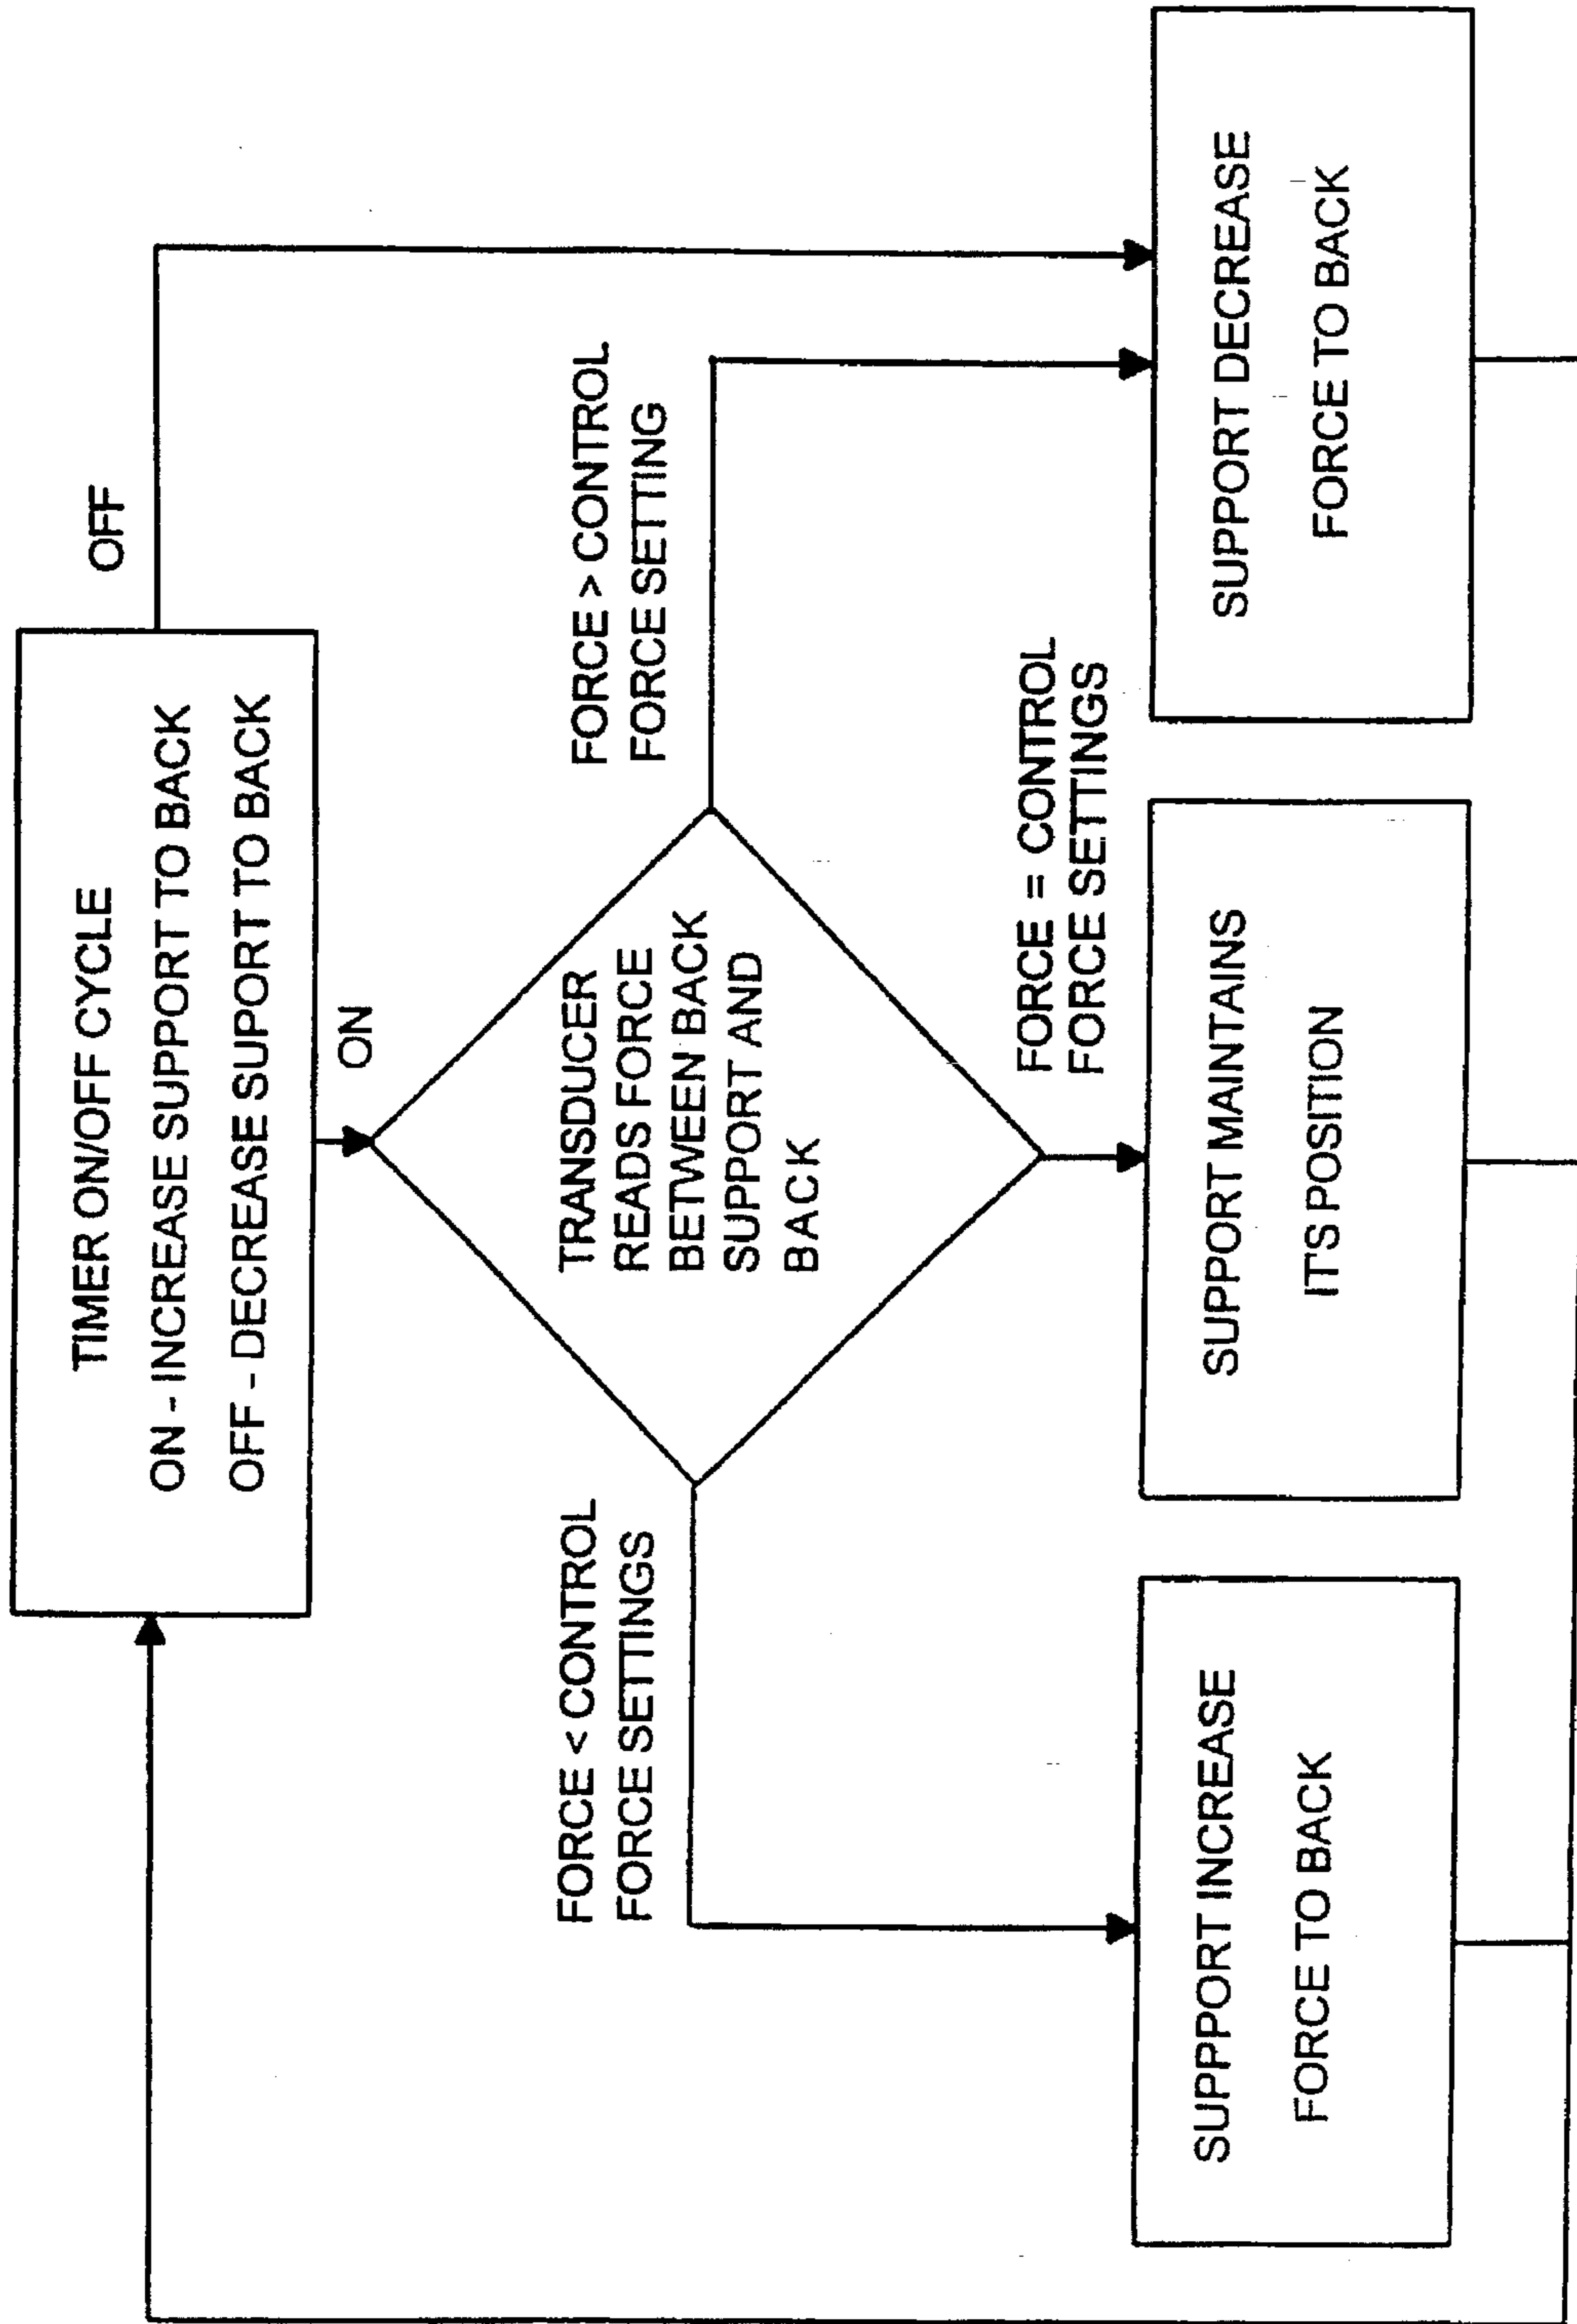 TIMER ON/OFF CYCLE
ON - INCREASE SUPPORT TO BACK
OFF - DECREASE SUPORT TO BACK
OFF
ON
FORCE < CONTROL
FORCE SETTINGS
TRANSDUCER
READS FORCE
BETWEEN BACK
SUPPORT AND
BACK
FORCE > CONTROL
FORCE SETTING
FORCE = CONTROL
FORCE SETTINGS
SUPPORT INCREASE
FORCE TO BACK
SUPPORT MAINTAINS
IT'S POSITION
SUPPORT DECREASE
FORCE TO BACK